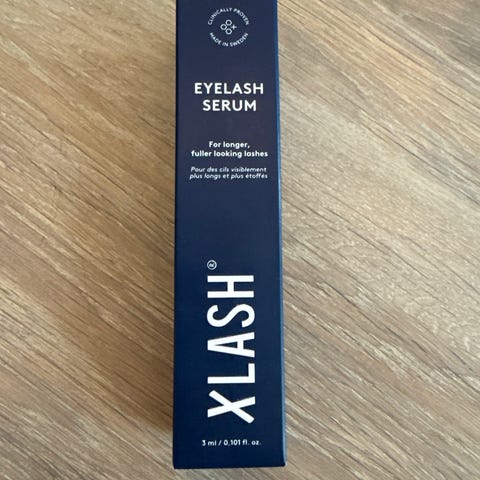 CLINICALLY PROVEN
MADE IN SWEDEN
EYELASH
SERUM
For longer,
fuller looking lashes
Pour des cils visiblement
plus longs et plus étoffés
XLASH®
3 ml / 0,101 fl. oz.